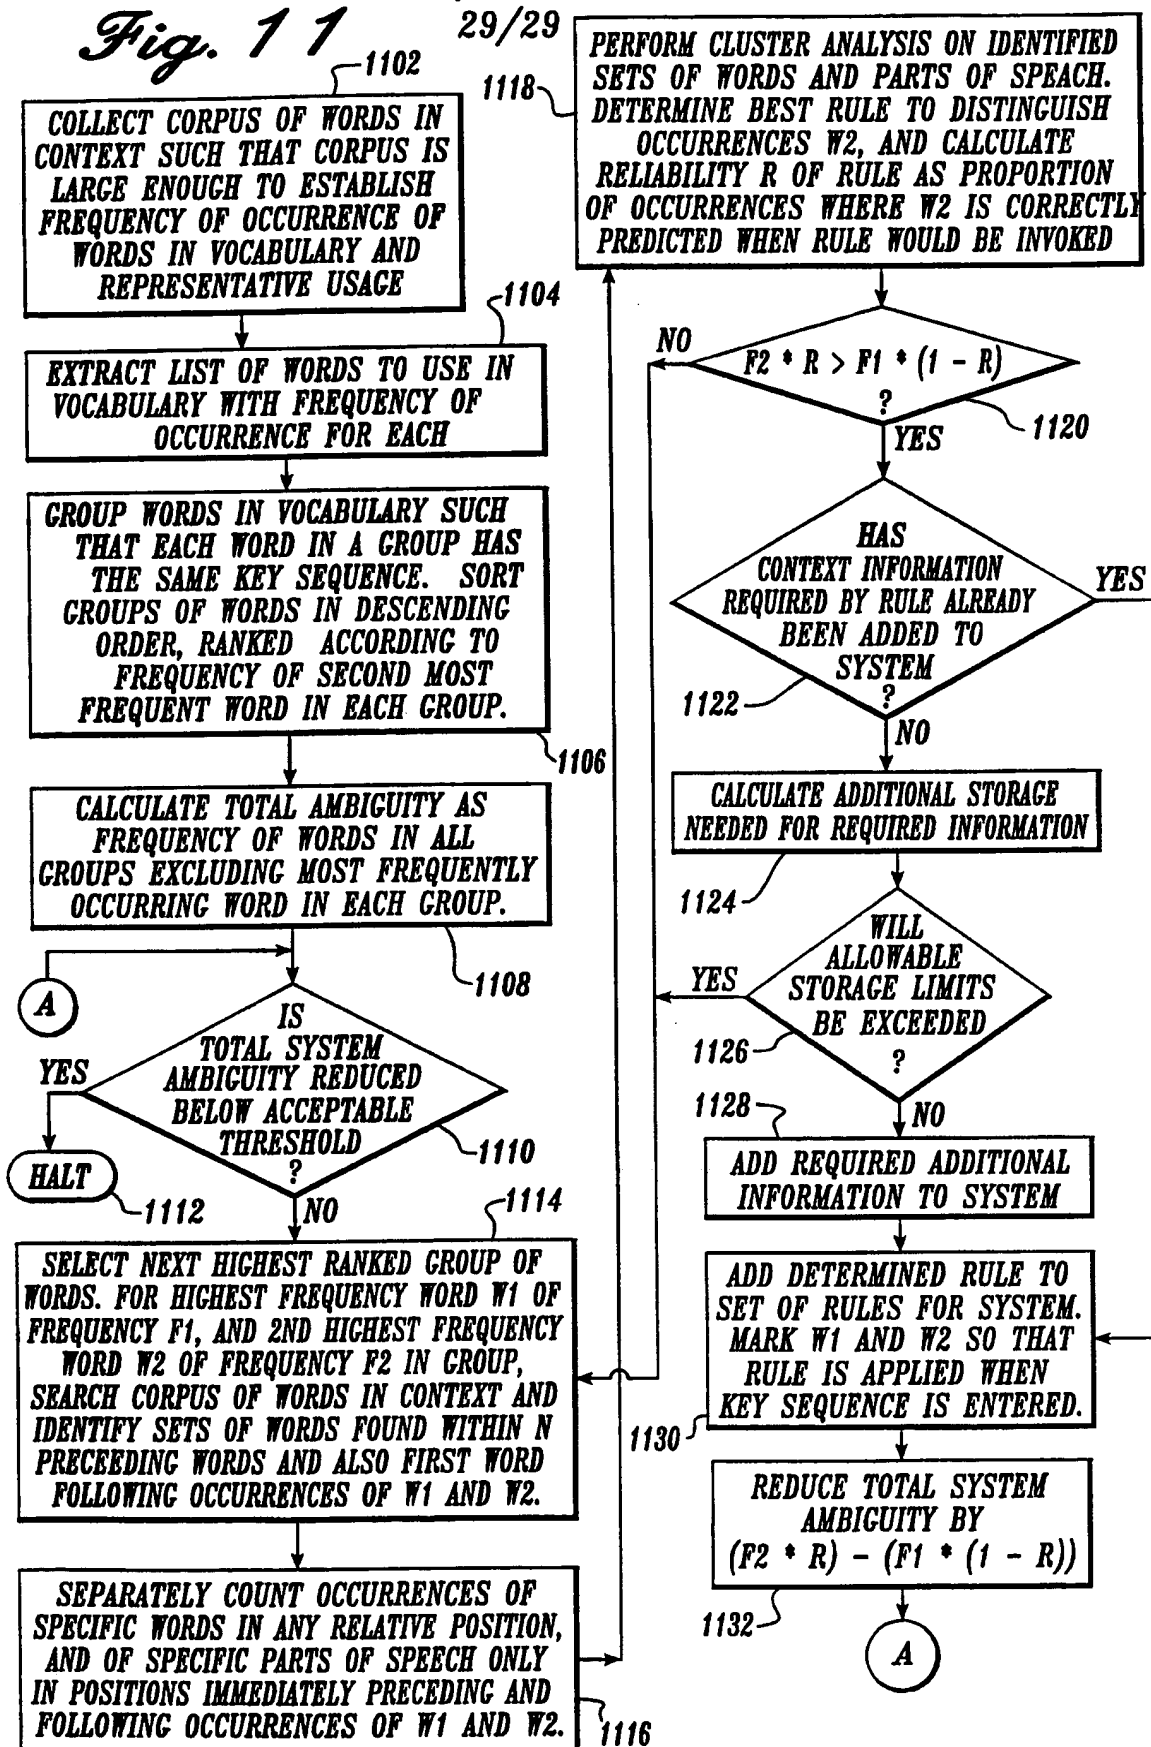 Fig. 11
29/29
1102
COLLECT CORPUS OF WORDS IN
CONTEXT SUCH THAT CORPUS IS
LARGE ENOUGH TO ESTABLISH
FREQUENCY OF OCCURRENCE OF
WORDS IN VOCABULARY AND
REPRESENTATIVE USAGE
1104
EXTRACT LIST OF WORDS TO USE IN
VOCABULARY WITH FREQUENCY OF
OCCURRENCE FOR EACH
GROUP WORDS IN VOCABULARY SUCH
THAT EACH WORD IN A GROUP HAS
THE SAME KEY SEQUENCE. SORT
GROUPS OF WORDS IN DESCENDING
ORDER, RANKED ACCORDING TO
FREQUENCY OF SECOND MOST
FREQUENT WORD IN EACH GROUP.
1106
CALCULATE TOTAL AMBIGUITY AS
FREQUENCY OF WORDS IN ALL
GROUPS EXCLUDING MOST FREQUENTLY
OCCURRING WORD IN EACH GROUP.
1108
A
IS
TOTAL SYSTEM
AMBIGUITY REDUCED
BELOW ACCEPTABLE
THRESHOLD
?
1110
YES
HALT
1112
NO
1114
SELECT NEXT HIGHEST RANKED GROUP OF
WORDS. FOR HIGHEST FREQUENCY WORD W1 OF
FREQUENCY F1, AND 2ND HIGHEST FREQUENCY
WORD W2 OF FREQUENCY F2 IN GROUP,
SEARCH CORPUS OF WORDS IN CONTEXT AND
IDENTIFY SETS OF WORDS FOUND WITHIN N
PRECEEDING WORDS AND ALSO FIRST WORD
FOLLOWING OCCURRENCES OF W1 AND W2.
SEPARATELY COUNT OCCURRENCES OF
SPECIFIC WORDS IN ANY RELATIVE POSITION,
AND OF SPECIFIC PARTS OF SPEECH ONLY
IN POSITIONS IMMEDIATELY PRECEDING AND
FOLLOWING OCCURRENCES OF W1 AND W2.
1116
1118
PERFORM CLUSTER ANALYSIS ON IDENTIFIED
SETS OF WORDS AND PARTS OF SPEACH.
DETERMINE BEST RULE TO DISTINGUISH
OCCURRENCES W2, AND CALCULATE
RELIABILITY R OF RULE AS PROPORTION
OF OCCURRENCES WHERE W2 IS CORRECTLY
PREDICTED WHEN RULE WOULD BE INVOKED
NO
F2 * R > F1 * (1 - R)
?
1120
YES
HAS
CONTEXT INFORMATION
REQUIRED BY RULE ALREADY
BEEN ADDED TO
SYSTEM
?
YES
1122
NO
CALCULATE ADDITIONAL STORAGE
NEEDED FOR REQUIRED INFORMATION
1124
WILL
ALLOWABLE
STORAGE LIMITS
BE EXCEEDED
?
YES
1126
NO
1128
ADD REQUIRED ADDITIONAL
INFORMATION TO SYSTEM
ADD DETERMINED RULE TO
SET OF RULES FOR SYSTEM.
MARK W1 AND W2 SO THAT
RULE IS APPLIED WHEN
KEY SEQUENCE IS ENTERED.
1130
REDUCE TOTAL SYSTEM
AMBIGUITY BY
(F2 * R) - (F1 * (1 - R))
1132
A